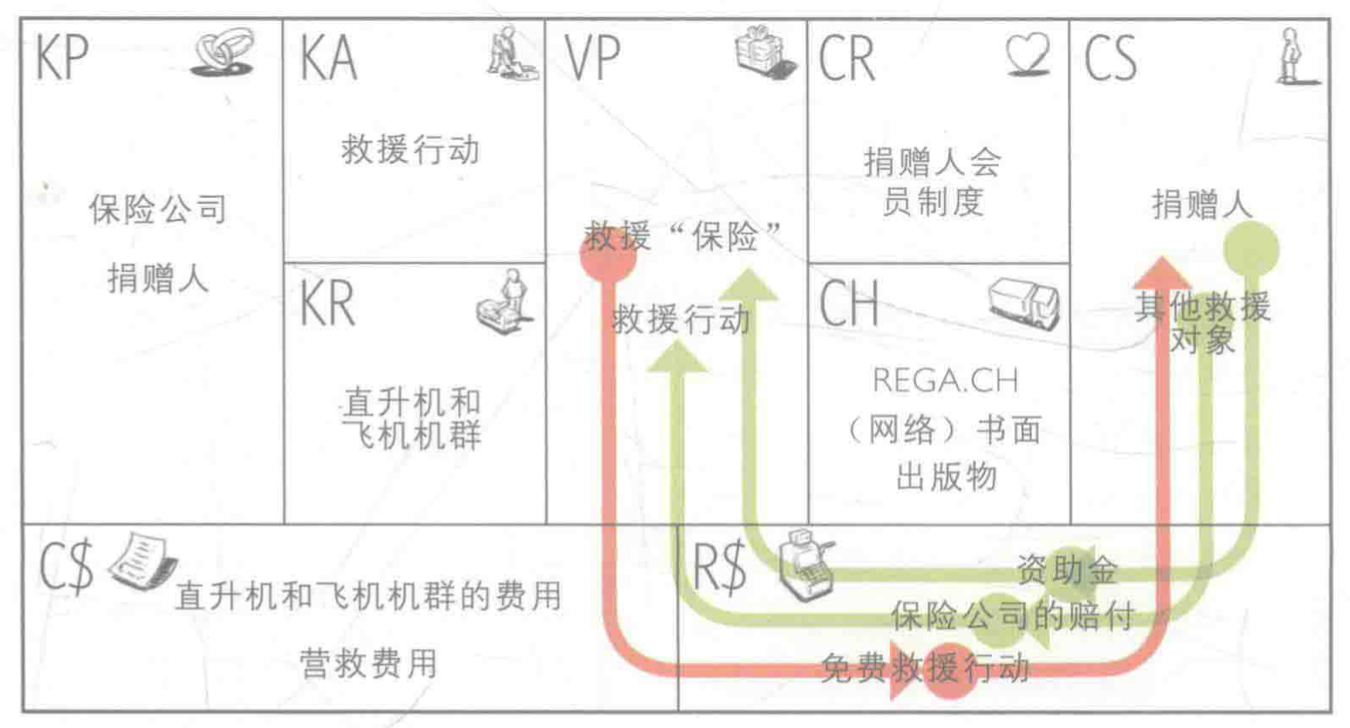 KP
保险公司
捐赠人
KA
救援行动
KR
直升机和
飞机机群
VP
救援“保险”
救援行动
CR
捐赠人会
员制度
CH
REGA.CH
（网络）书面
出版物
CS
捐赠人
其他救援
对象
C$
直升机和飞机机群的费用
营救费用
R$
资助金
保险公司的赔付
免费救援行动